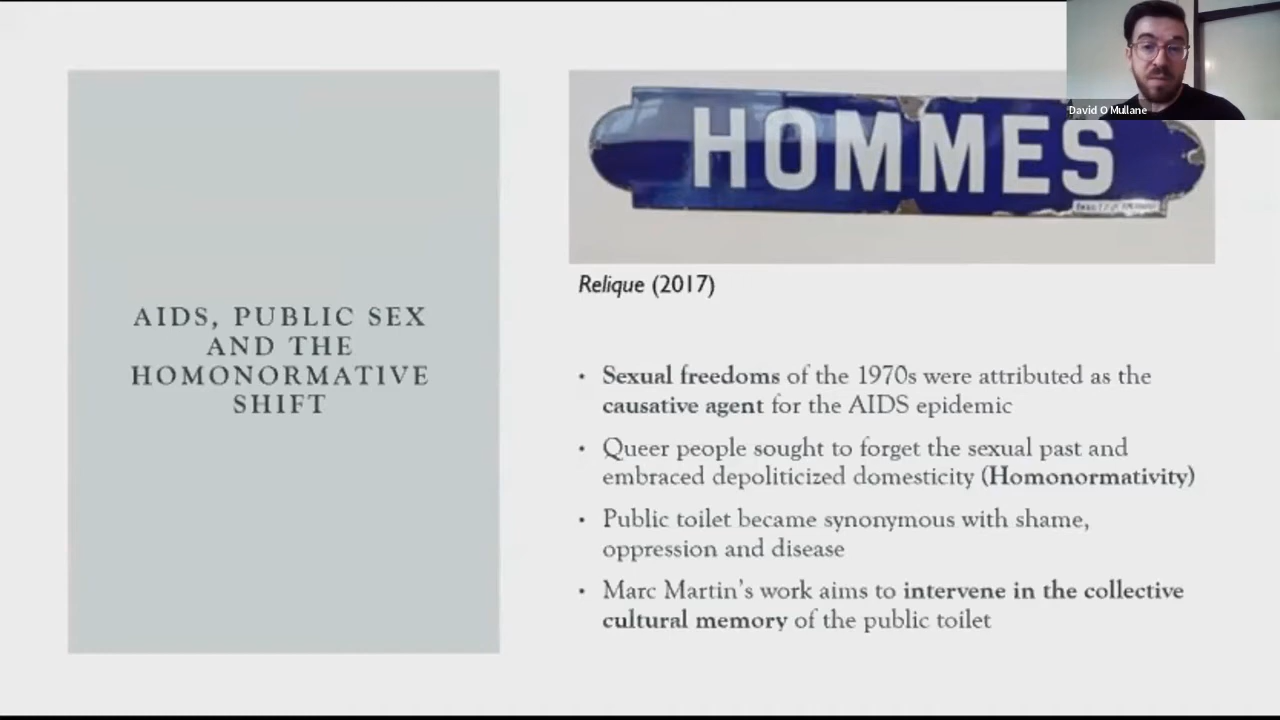 HOMMES
David O Mullane
Relique (2017)
AIDS, PUBLIC SEX
AND THE
HOMONORMATIVE
SHIFT
• Sexual freedoms of the 1970s were attributed as the
causative agent for the AIDS epidemic
• Queer people sought to forget the sexual past and
embraced depoliticized domesticity (Homonormativity)
• Public toilet became synonymous with shame,
oppression and disease
• Marc Martin's work aims to intervene in the collective
cultural memory of the public toilet